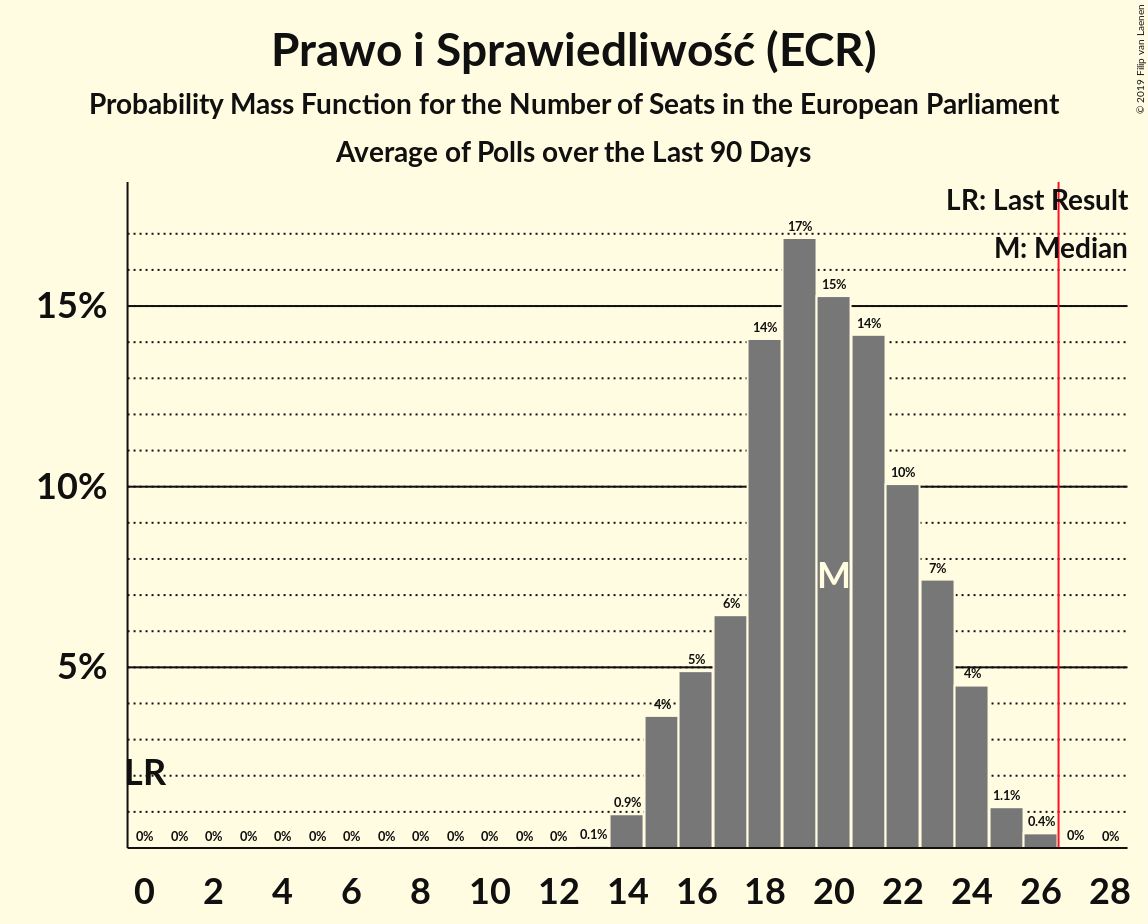 Prawo i Sprawiedliwość (ECR)
Probability Mass Function for the Number of Seats in the European Parliament
Average of Polls over the Last 90 Days
© 2019 Filip van Laenen
LR: Last Result
M: Median
17%
15%
14%
14%
15%
10%
10%
M
7%
6%
5%
5%
4%
4%
LR
0.9%
1.1%
0.4%
0% 0% 0% 0% 0% 0% 0% 0% 0% 0% 0% 0% 0% 0.1% 0% 0%
0 2 4 6 8 10 12 14 16 18 20 22 24 26 28